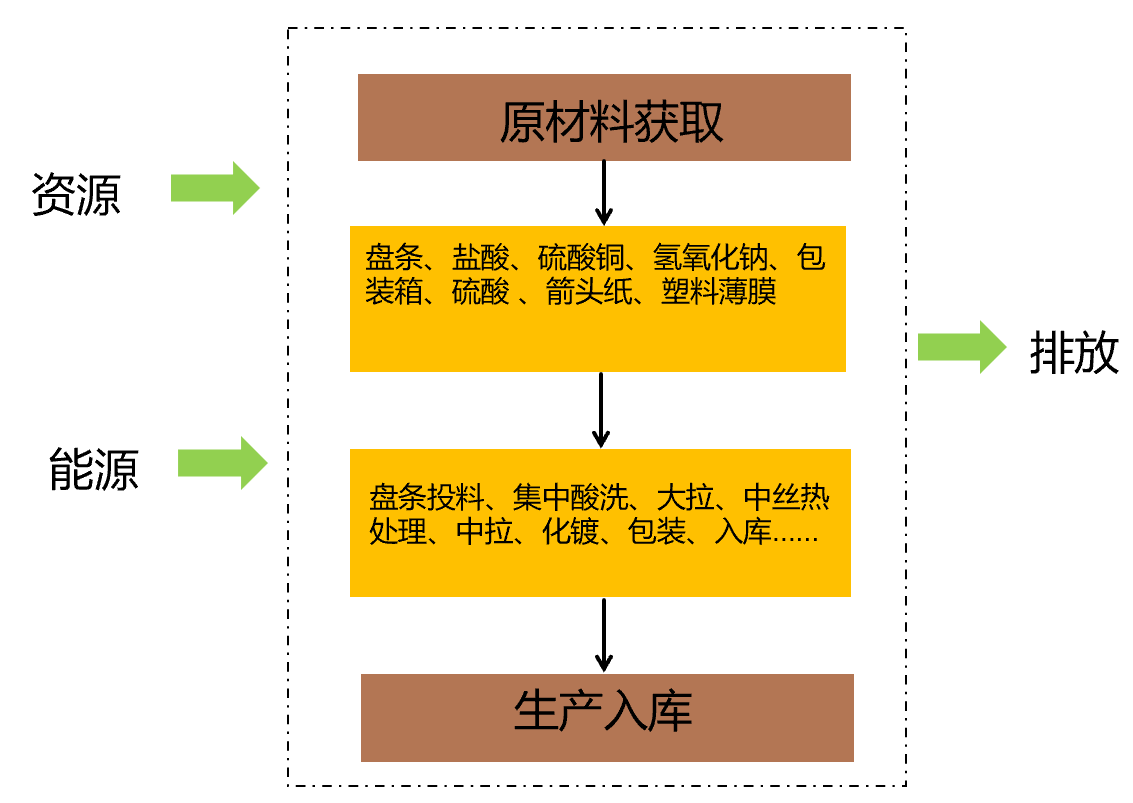 原材料获取
资源
盘条、盐酸、硫酸铜、氢氧化钠、包
装箱、硫酸 、箭头纸、塑料薄膜
排放
能源
盘条投料、集中酸洗、大拉、中丝热
处理、中拉、化镀、包装、入库......
生产入库